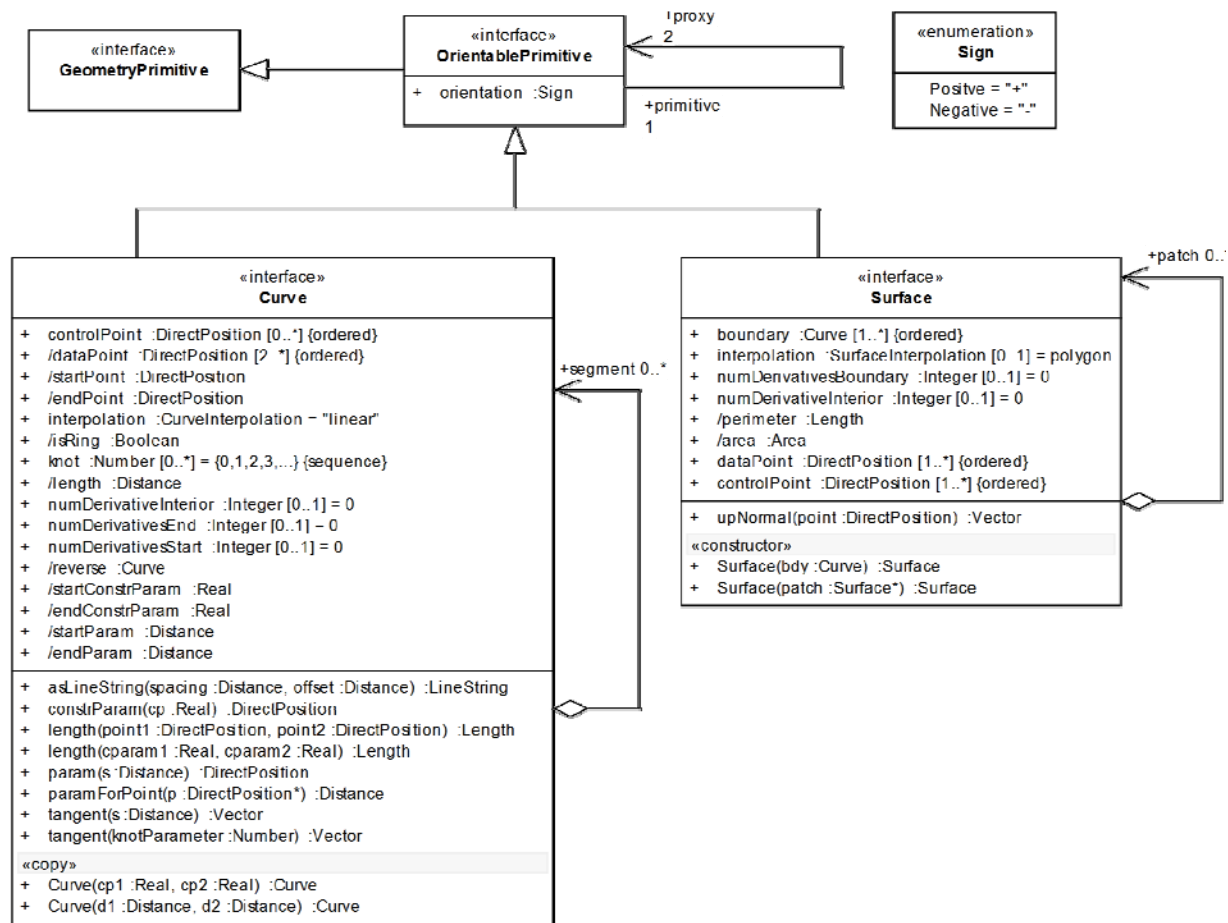 +proxy
2
«interface»
GeometryPrimitive
«interface»
OrientablePrimitive
+ orientation :Sign
+primitive
1
«enumeration»
Sign
Positve = "+"
Negative = "-"
«interface»
Curve
+ controlPoint :DirectPosition [0..*] {ordered}
+ /dataPoint :DirectPosition [2..*] {ordered}
+ /startPoint :DirectPosition
+ /endPoint :DirectPosition
+ interpolation :CurveInterpolation = "linear"
+ /isRing :Boolean
+ knot :Number [0..*] = {0,1,2,3,...} {sequence}
+ /length :Distance
+ numDerivativeInterior :Integer [0..1] = 0
+ numDerivativesEnd :Integer [0..1] = 0
+ numDerivativesStart :Integer [0..1] = 0
+ /reverse :Curve
+ /startConstrParam :Real
+ /endConstrParam :Real
+ /startParam :Distance
+ /endParam :Distance
+ asLineString(spacing :Distance, offset :Distance) :LineString
+ constrParam(cp :Real) :DirectPosition
+ length(point1 :DirectPosition, point2 :DirectPosition) :Length
+ length(cparam1 :Real, cparam2 :Real) :Length
+ param(s :Distance) :DirectPosition
+ paramForPoint(p :DirectPosition*) :Distance
+ tangent(s :Distance) :Vector
+ tangent(knotParameter :Number) :Vector
«copy»
+ Curve(cp1 :Real, cp2 :Real) :Curve
+ Curve(d1 :Distance, d2 :Distance) :Curve
+segment 0..*
«interface»
Surface
+ boundary :Curve [1..*] {ordered}
+ interpolation :SurfaceInterpolation [0..1] = polygon
+ numDerivativesBoundary :Integer [0..1] = 0
+ numDerivativeInterior :Integer [0..1] = 0
+ /perimeter :Length
+ /area :Area
+ dataPoint :DirectPosition [1..*] {ordered}
+ controlPoint :DirectPosition [1..*] {ordered}
+ upNormal(point :DirectPosition) :Vector
«constructor»
+ Surface(bdy :Curve) :Surface
+ Surface(patch :Surface*) :Surface
+patch 0..